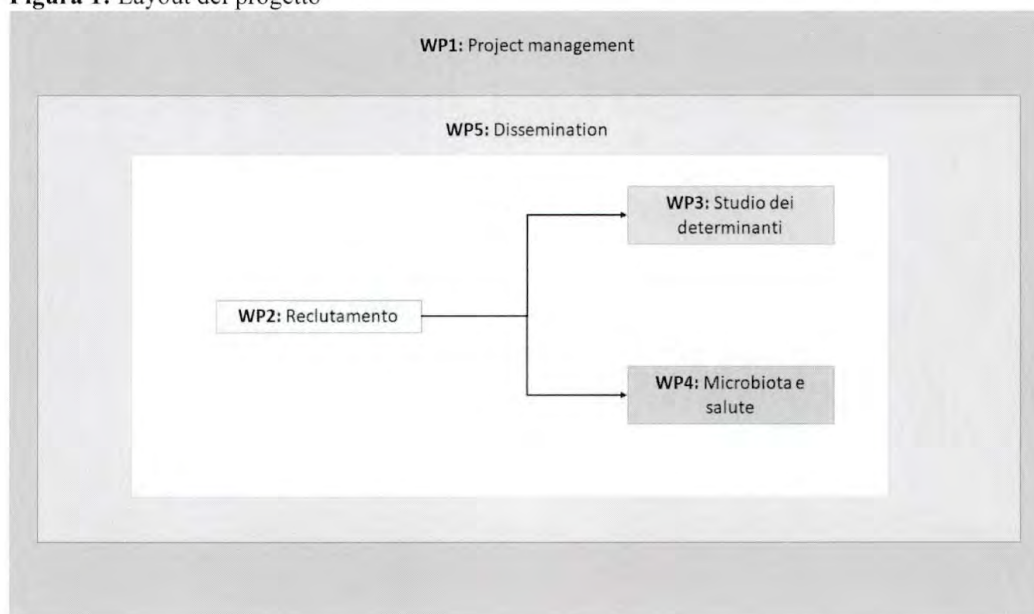 Figura 1: Layout del progetto
WP1: Project management
WP5: Dissemination
WP3: Studio dei
determinanti
WP2: Reclutamento
WP4: Microbiota e
salute